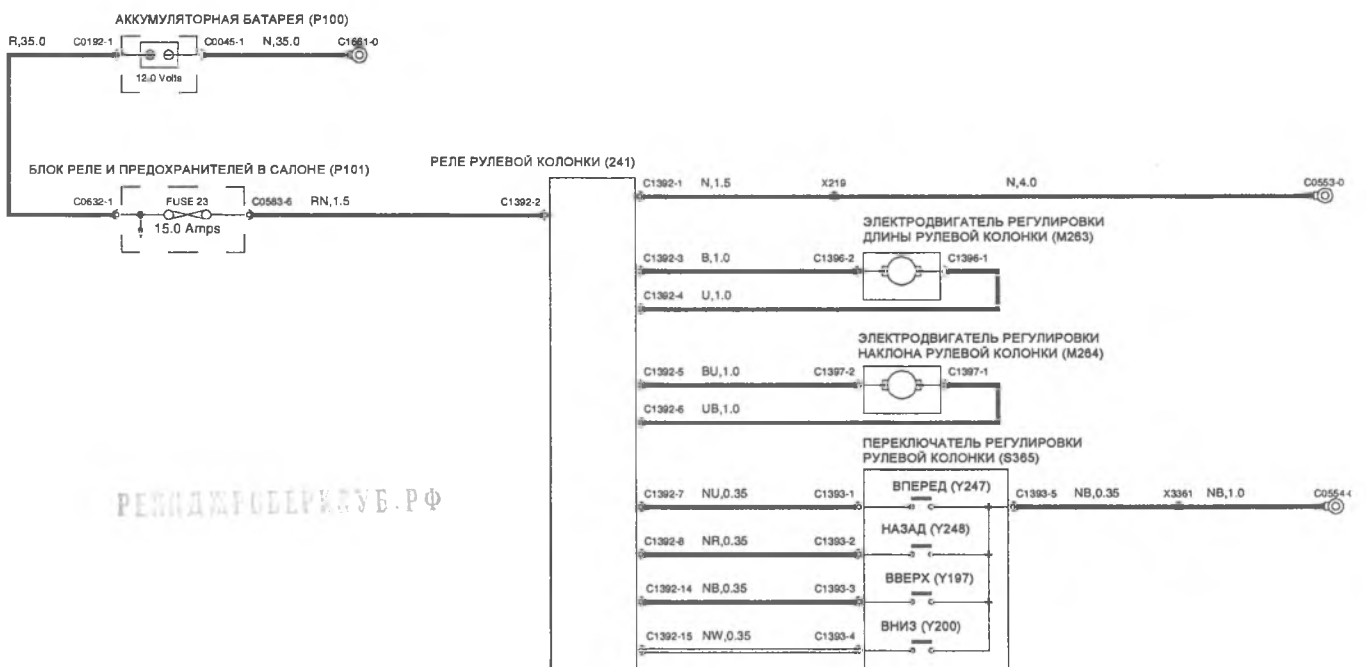 АККУМУЛЯТОРНАЯ БАТАРЕЯ (P100)
R,35.0 C0192-1 C0045-1 N,35.0 C1661-0
12.0 Volts
БЛОК РЕЛЕ И ПРЕДОХРАНИТЕЛЕЙ В САЛОНЕ (P101)
C0632-1 FUSE 23 C0583-6 RN,1.5 C1392-2
15.0 Amps
РЕЛЕ РУЛЕВОЙ КОЛОНКИ (241)
C1392-1 N,1.5 X219 N,4.0 C0553-0
ЭЛЕКТРОДВИГАТЕЛЬ РЕГУЛИРОВКИ
ДЛИНЫ РУЛЕВОЙ КОЛОНКИ (M263)
C1392-3 B,1.0 C1396-2 C1396-1
C1392-4 U,1.0
ЭЛЕКТРОДВИГАТЕЛЬ РЕГУЛИРОВКИ
НАКЛОНА РУЛЕВОЙ КОЛОНКИ (M264)
C1392-5 BU,1.0 C1397-2 C1397-1
C1392-6 UB,1.0
ПЕРЕКЛЮЧАТЕЛЬ РЕГУЛИРОВКИ
РУЛЕВОЙ КОЛОНКИ (S365)
C1392-7 NU,0.35 C1393-1 ВПЕРЕД (Y247) C1393-5 NB,0.35 X3361 NB,1.0
C1392-8 NR,0.35 C1393-2 НАЗАД (Y248)
C1392-14 NB,0.35 C1393-3 ВВЕРХ (Y197)
C1392-15 NW,0.35 C1393-4 ВНИЗ (Y200)